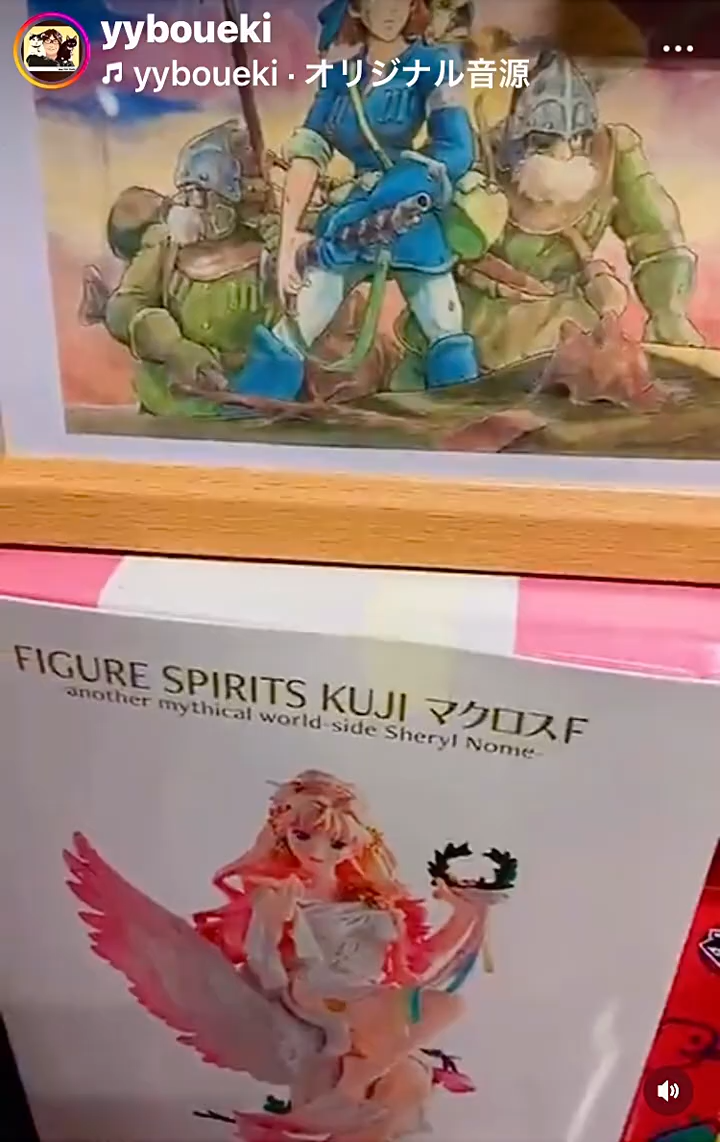 yyboueki
yyboueki · オリジナル音源
FIGURE SPIRITS KUJI マクロスF
-another mythical world-side Sheryl Nome-